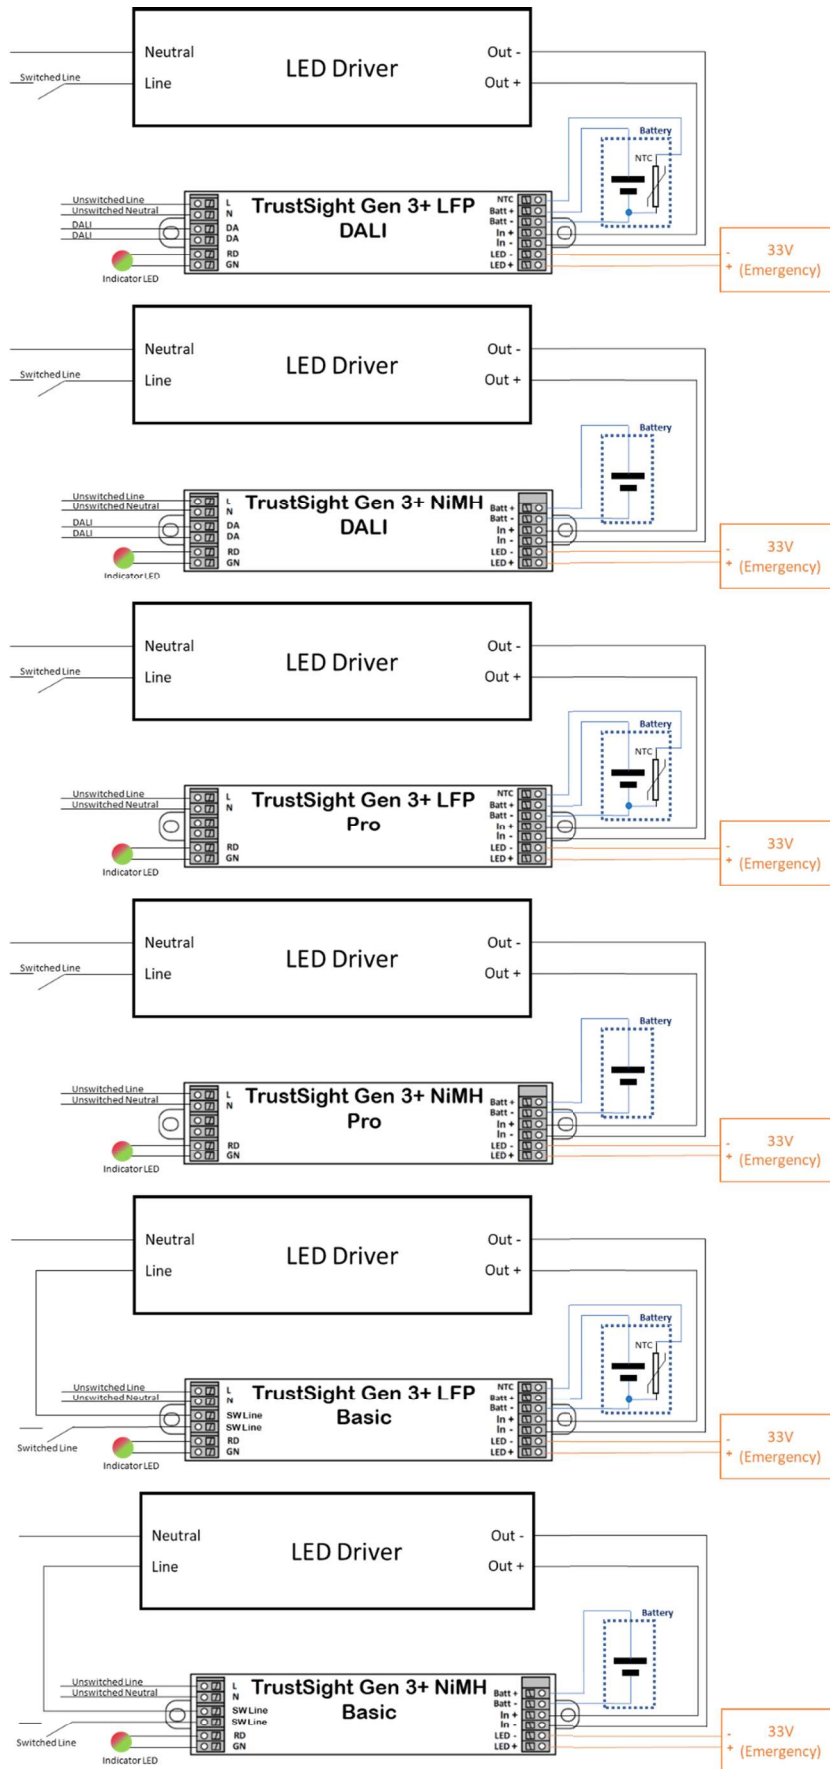 Neutral
Out -
LED Driver
Switched Line
Line
Out +
Battery
NTC
Unswitched Line
L
TrustSight Gen 3+ LFP
NTC
Unswitched Neutral
N
Batt +
DALI
DA
DALI
Batt -
DALI
DA
In +
In -
33V
RD
LED -
-
GN
LED +
+
(Emergency)
Indicator LED
Neutral
Out -
LED Driver
Switched Line
Line
Out +
Battery
Unswitched Line
L
TrustSight Gen 3+ NiMH
Unswitched Neutral
N
Batt +
DALI
DA
DALI
Batt -
DALI
DA
In +
In -
33V
RD
LED -
-
GN
LED +
+
(Emergency)
Indicator LED
Neutral
Out -
LED Driver
Switched Line
Line
Out +
Battery
NTC
Unswitched Line
L
TrustSight Gen 3+ LFP
NTC
Unswitched Neutral
N
Pro
Batt +
Batt -
In +
In -
33V
RD
LED -
-
GN
LED +
+
(Emergency)
Indicator LED
Neutral
Out -
LED Driver
Switched Line
Line
Out +
Battery
Unswitched Line
L
TrustSight Gen 3+ NiMH
Unswitched Neutral
N
Pro
Batt +
Batt -
In +
In -
33V
RD
LED -
-
GN
LED +
+
(Emergency)
Indicator LED
Neutral
Out -
LED Driver
Line
Out +
Battery
NTC
Unswitched Line
L
TrustSight Gen 3+ LFP
NTC
Unswitched Neutral
N
Basic
Batt +
SW Line
Batt -
SW Line
In +
Switched Line
In -
33V
RD
LED -
-
GN
LED +
+
(Emergency)
Indicator LED
Neutral
Out -
LED Driver
Line
Out +
Battery
Unswitched Line
L
TrustSight Gen 3+ NiMH
Unswitched Neutral
N
Basic
Batt +
SW Line
Batt -
SW Line
In +
Switched Line
In -
33V
RD
LED -
-
GN
LED +
+
(Emergency)
Indicator LED